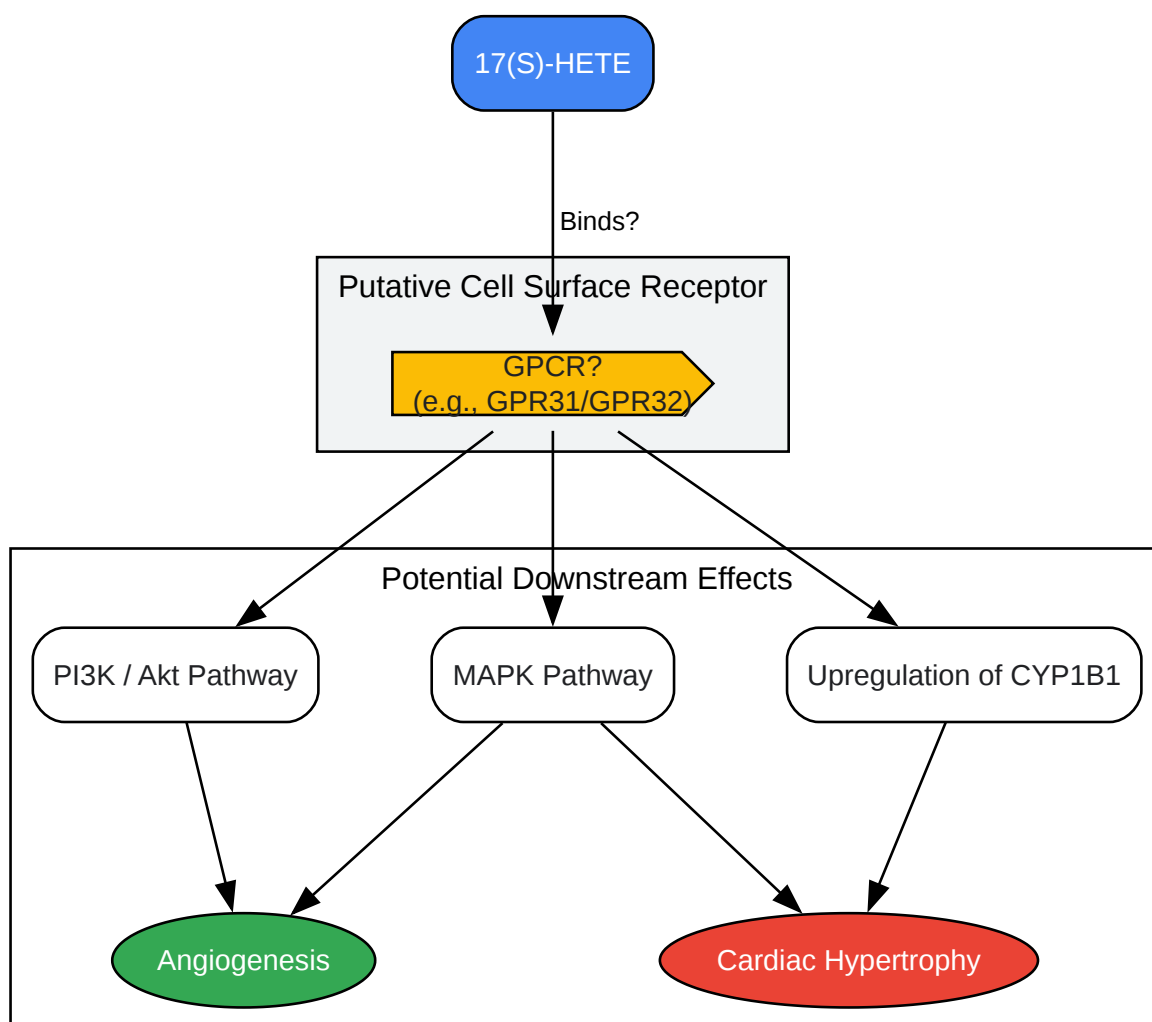 17(S)-HETE
Binds?
Putative Cell Surface Receptor
GPCR?
(e.g., GPR31/GPR32)
Potential Downstream Effects
PI3K / Akt Pathway
MAPK Pathway
Upregulation of CYP1B1
Angiogenesis
Cardiac Hypertrophy